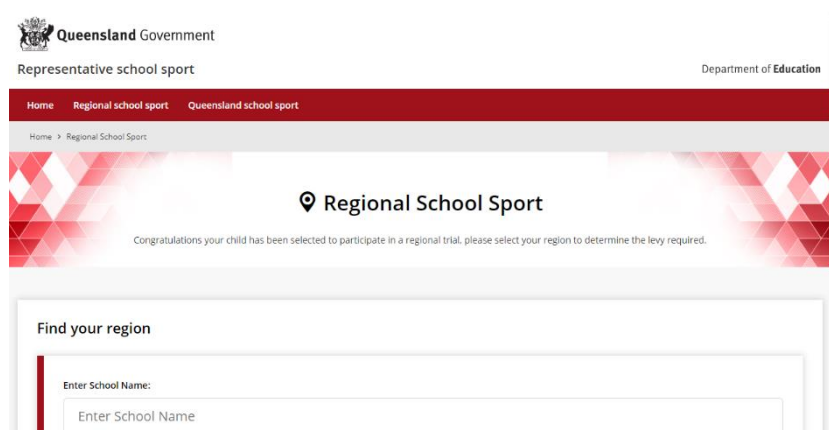 Queensland Government
Representative school sport
Department of Education
Home Regional school sport Queensland school sport
Home > Regional School Sport
Regional School Sport
Congratulations your child has been selected to participate in a regional trial. please select your region to determine the levy required.
Find your region
Enter School Name:
Enter School Name